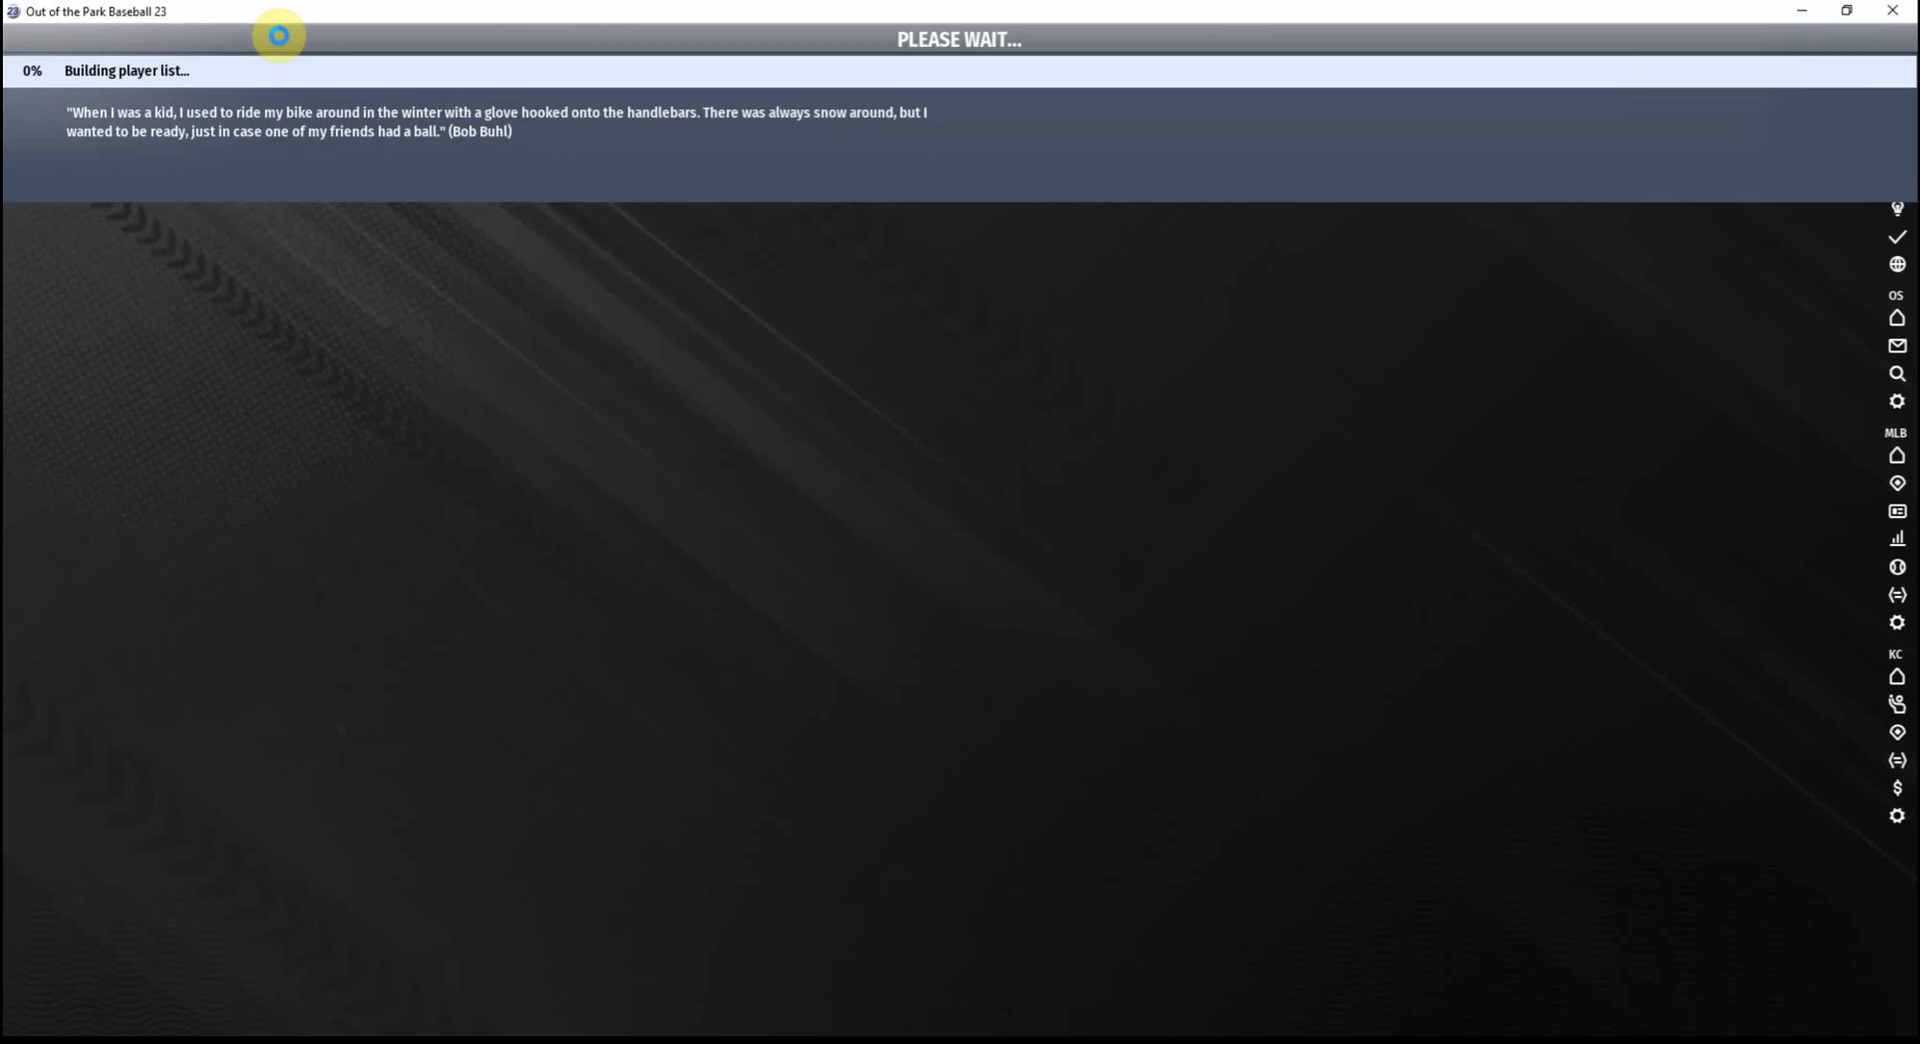 Out of the Park Baseball 23
PLEASE WAIT...
0% Building player list...
"When I was a kid, I used to ride my bike around in the winter with a glove hooked onto the handlebars. There was always snow around, but I
wanted to be ready, just in case one of my friends had a ball." (Bob Buhl)
OS
MLB
KC
$